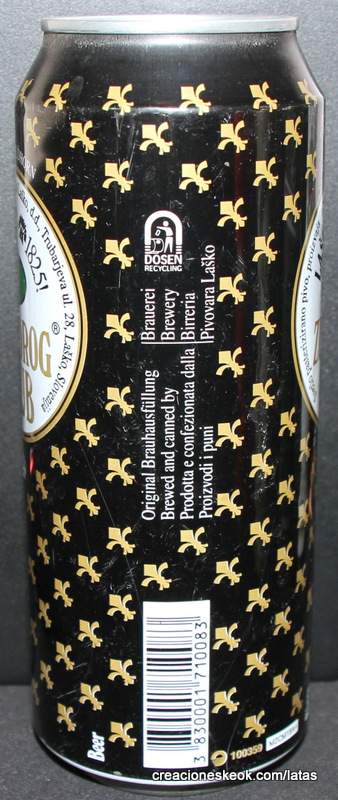 1825!
d.d., Trubarjeva ul. 28, Laško, Slovenija
ROG®
B
DOSEN
RECYCLING
Original Brauhausfüllung
Brewed and canned by
Prodotta e confezionata dalla
Proizvodi i puni
Brauerei
Brewery
Birreria
Pivovara Laško
Beer
3 830001 710083
100359
Z
creacioneskeok.com/latas